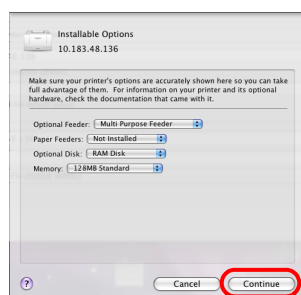 Installable Options
10.183.48.136
Make sure your printer's options are accurately shown here so you can take
full advantage of them. For information on your printer and its optional
hardware, check the documentation that came with it.
Optional Feeder: Multi Purpose Feeder
Paper Feeders: Not Installed
Optional Disk: RAM Disk
Memory: 128MB Standard
? Cancel Continue